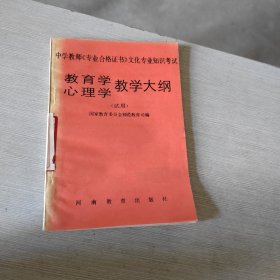 中学教师《专业合格证书》文化专业知识考试
教育学
心理学 教学大纲
(试用)
国家教育委员会师范教育司编
河南教育出版社